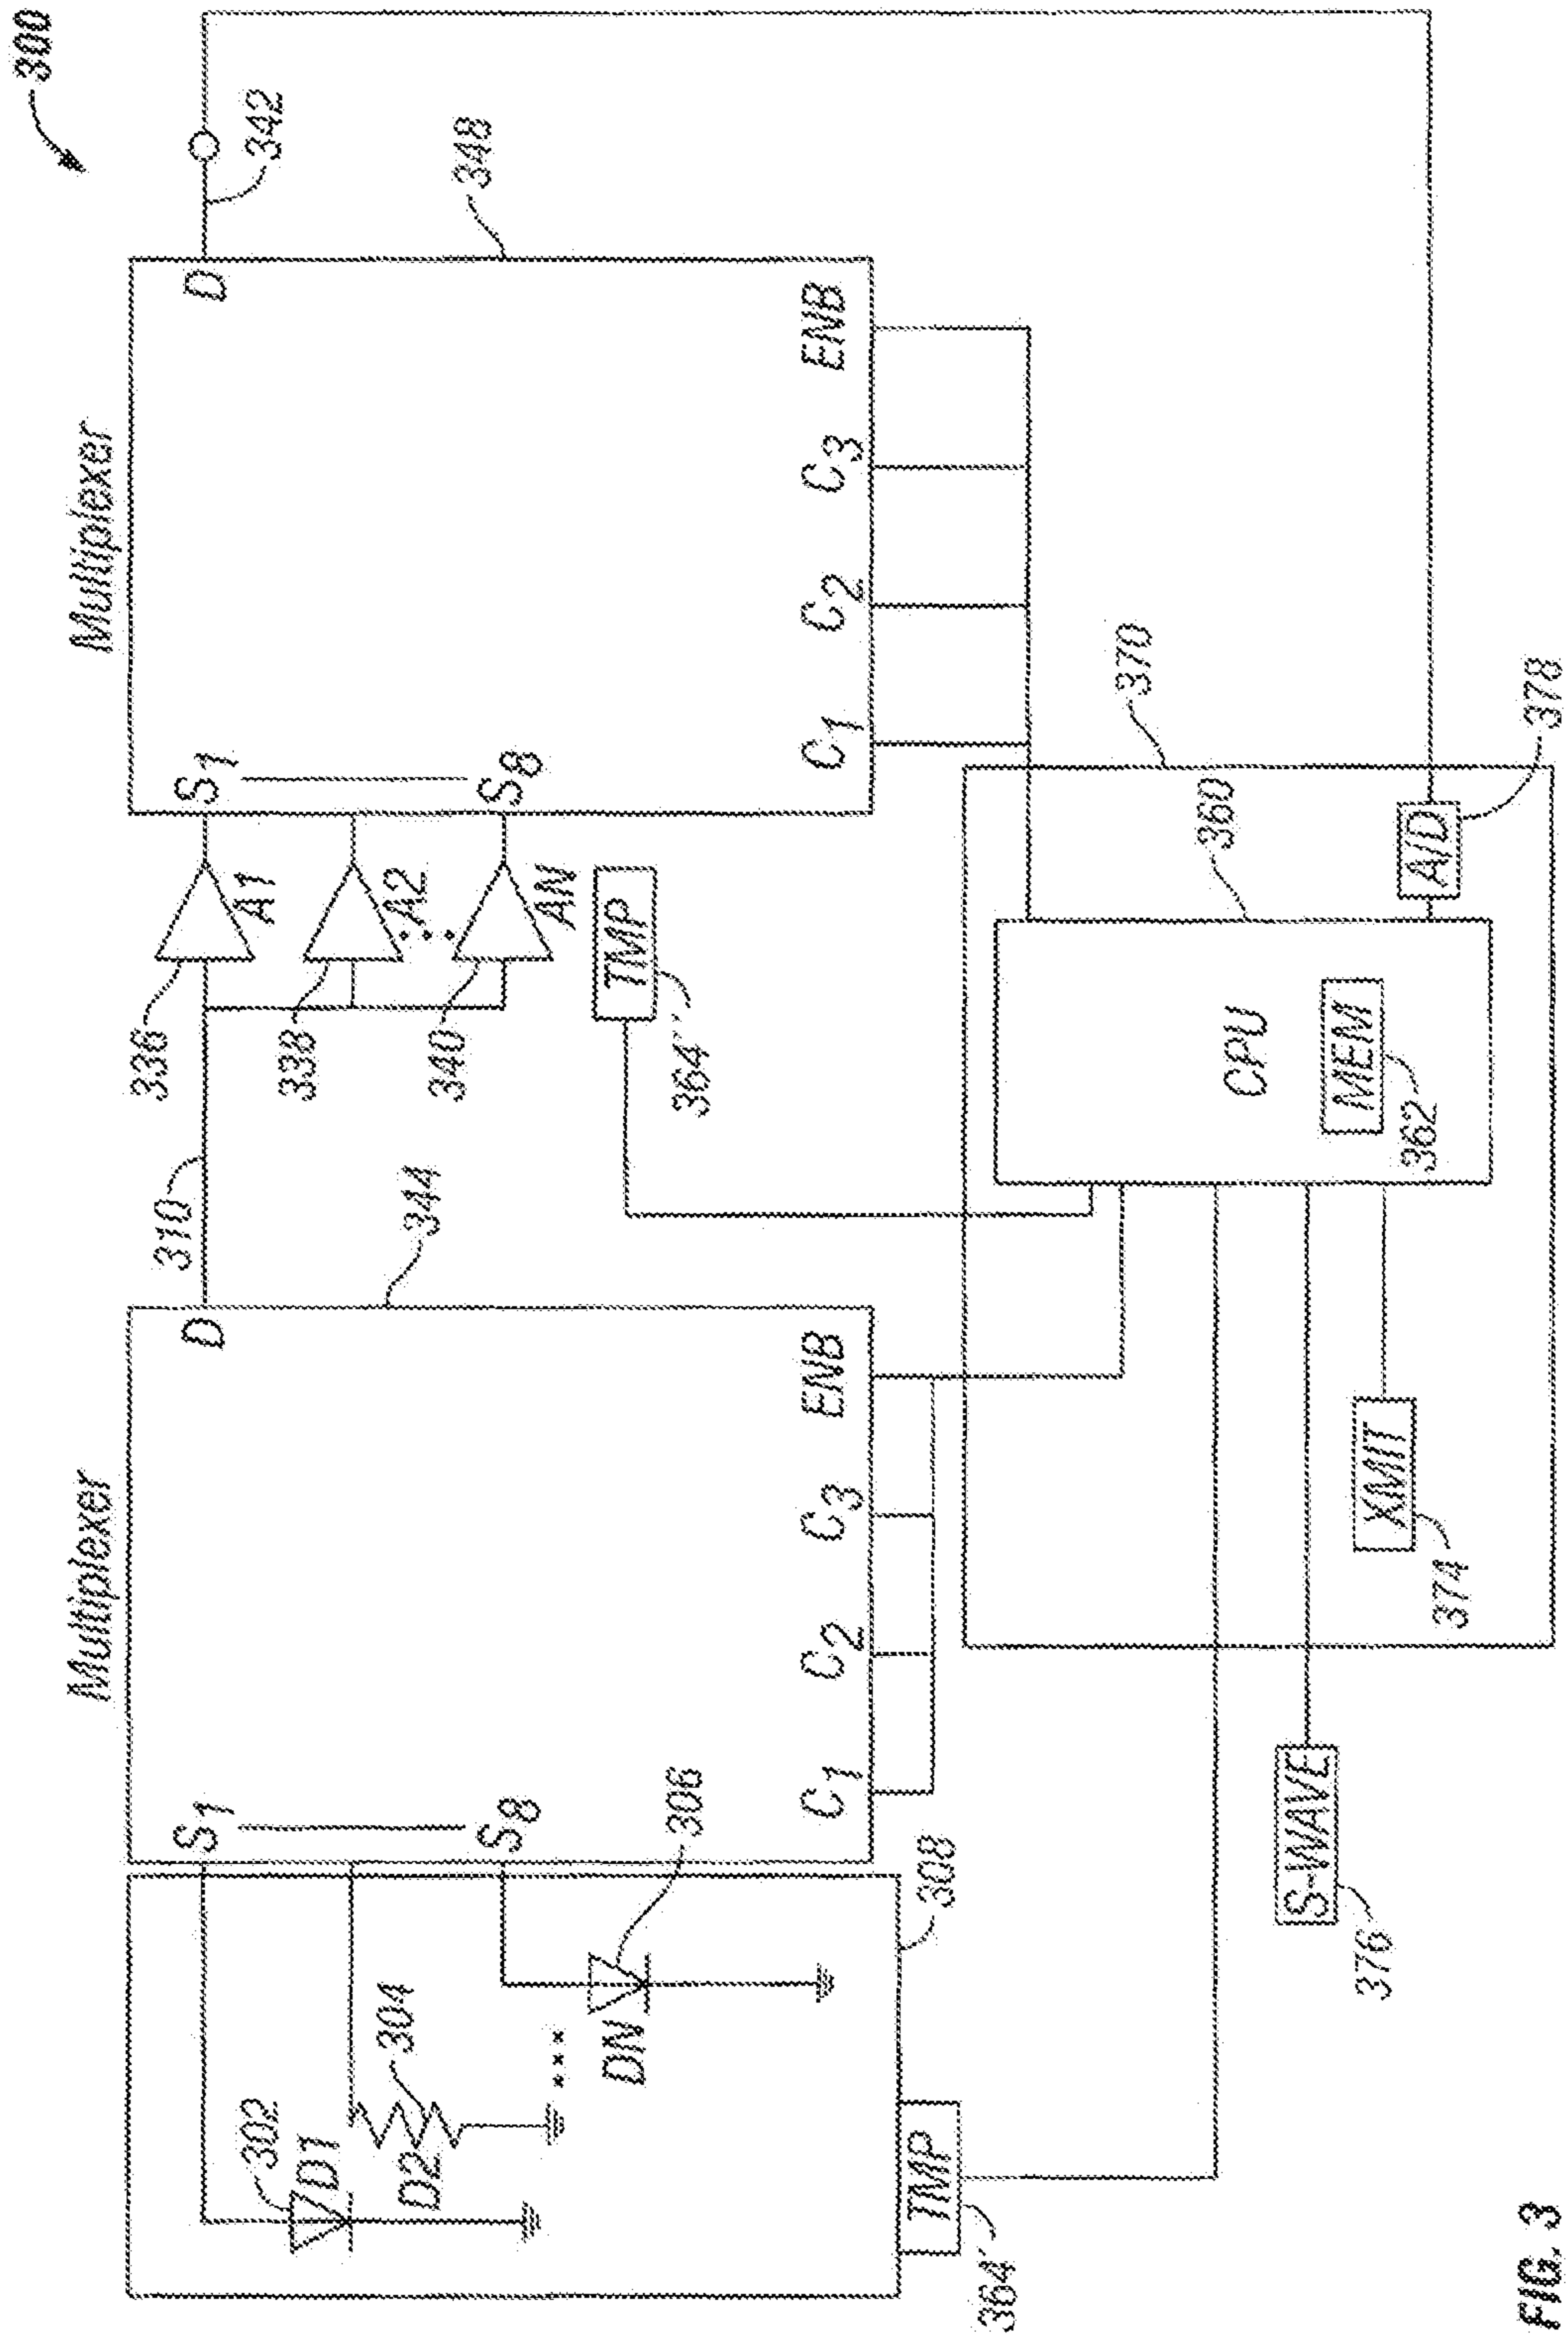 300
Multiplexer
Multiplexer
S1
S8
D
C1
C2
C3
ENB
344
310
336
338
340
A1
A2
AN
TMP
364''
S1
S8
D
C1
C2
C3
ENB
348
342
302
D1
D2
304
DN
306
308
TMP
364'
S-WAVE
376
XMIT
374
CPU
MEM
362
360
370
A/D
378
FIG. 3